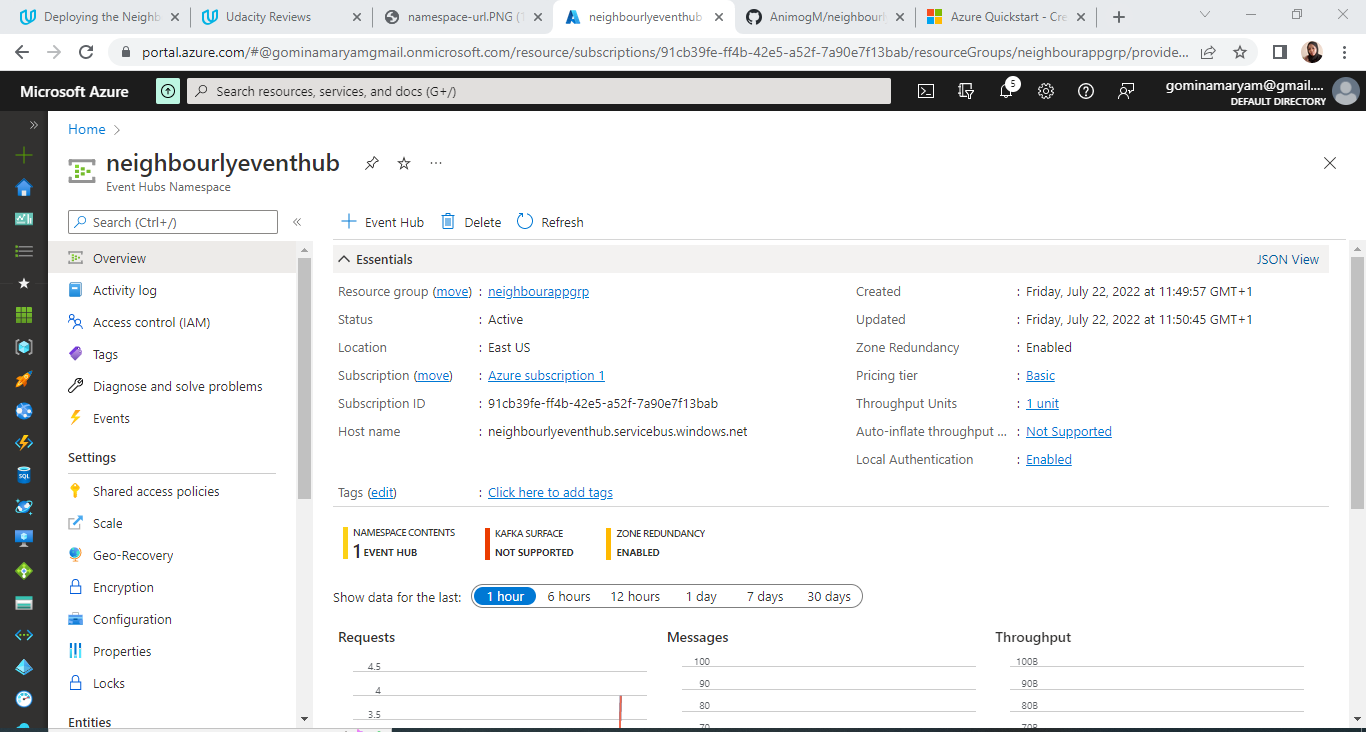 Deploying the Neighb
Udacity Reviews
namespace-url.PNG (
neighbourlyeventhub
AnimogM/neighbourl
Azure Quickstart - Cre
portal.azure.com/#@gominamaryamgmail.onmicrosoft.com/resource/subscriptions/91cb39fe-ff4b-42e5-a52f-7a90e7f13bab/resourceGroups/neighbourappgrp/provide...
Microsoft Azure
Search resources, services, and docs (G+/)
5
gominamaryam@gmail....
DEFAULT DIRECTORY
Home
neighbourlyeventhub
Event Hubs Namespace
Search (Ctrl+/)
Event Hub
Delete
Refresh
Overview
Activity log
Access control (IAM)
Tags
Diagnose and solve problems
Events
Settings
Shared access policies
Scale
Geo-Recovery
Encryption
Configuration
Properties
Locks
Entities
SQL
Essentials
JSON View
Resource group (move) : neighbourappgrp
Status : Active
Location : East US
Subscription (move) : Azure subscription 1
Subscription ID : 91cb39fe-ff4b-42e5-a52f-7a90e7f13bab
Host name : neighbourlyeventhub.servicebus.windows.net
Created : Friday, July 22, 2022 at 11:49:57 GMT+1
Updated : Friday, July 22, 2022 at 11:50:45 GMT+1
Zone Redundancy : Enabled
Pricing tier : Basic
Throughput Units : 1 unit
Auto-inflate throughput ... : Not Supported
Local Authentication : Enabled
Tags (edit) : Click here to add tags
NAMESPACE CONTENTS
1 EVENT HUB
KAFKA SURFACE
NOT SUPPORTED
ZONE REDUNDANCY
ENABLED
Show data for the last:
1 hour
6 hours
12 hours
1 day
7 days
30 days
Requests
4.5
4
3.5
Messages
100
90
80
70
Throughput
100B
90B
80B
70B